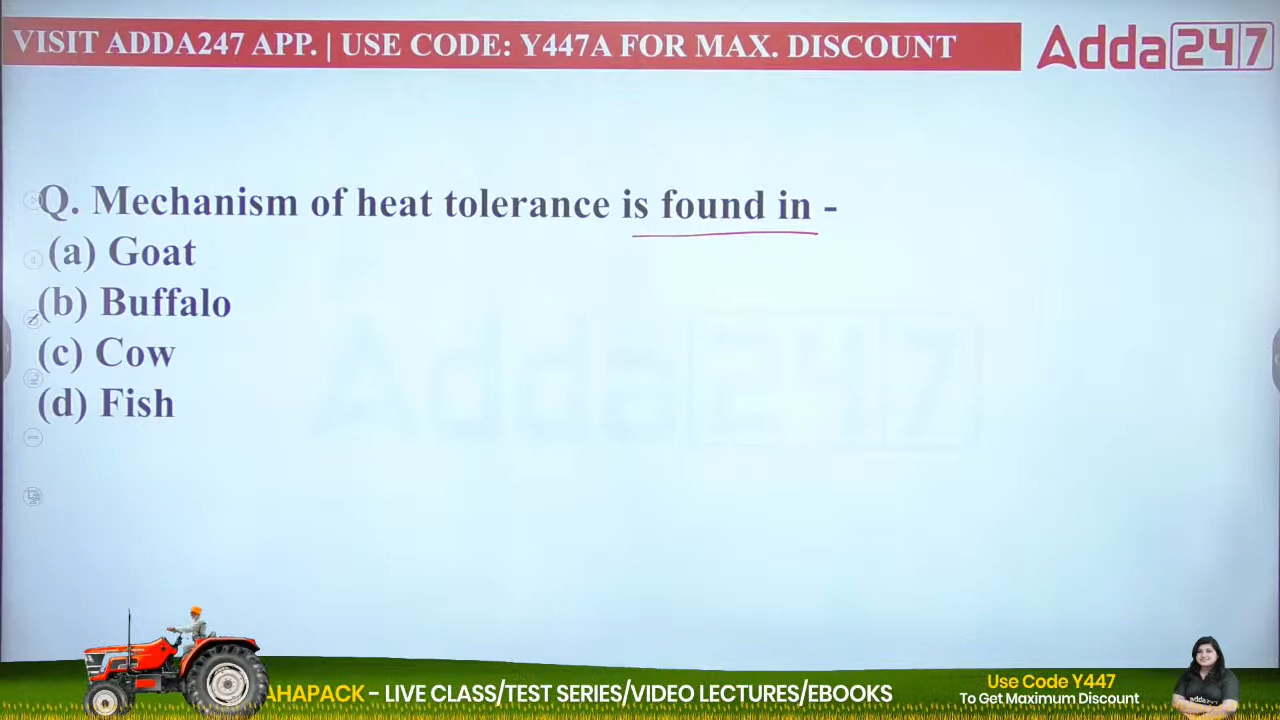 VISIT ADDA247 APP. | USE CODE: Y447A FOR MAX. DISCOUNT
Adda247
Q. Mechanism of heat tolerance is found in -
(a) Goat
(b) Buffalo
(c) Cow
(d) Fish
Adda247
AHAPACK - LIVE CLASS/TEST SERIES/VIDEO LECTURES/EBOOKS
Use Code Y447
To Get Maximum Discount